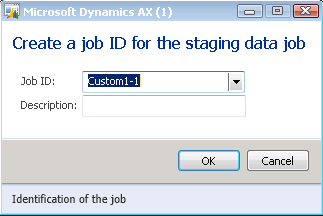 Microsoft Dynamics AX (1)
Create a job ID for the staging data job
Job ID: Custom1-1
Description:
OK Cancel
Identification of the job